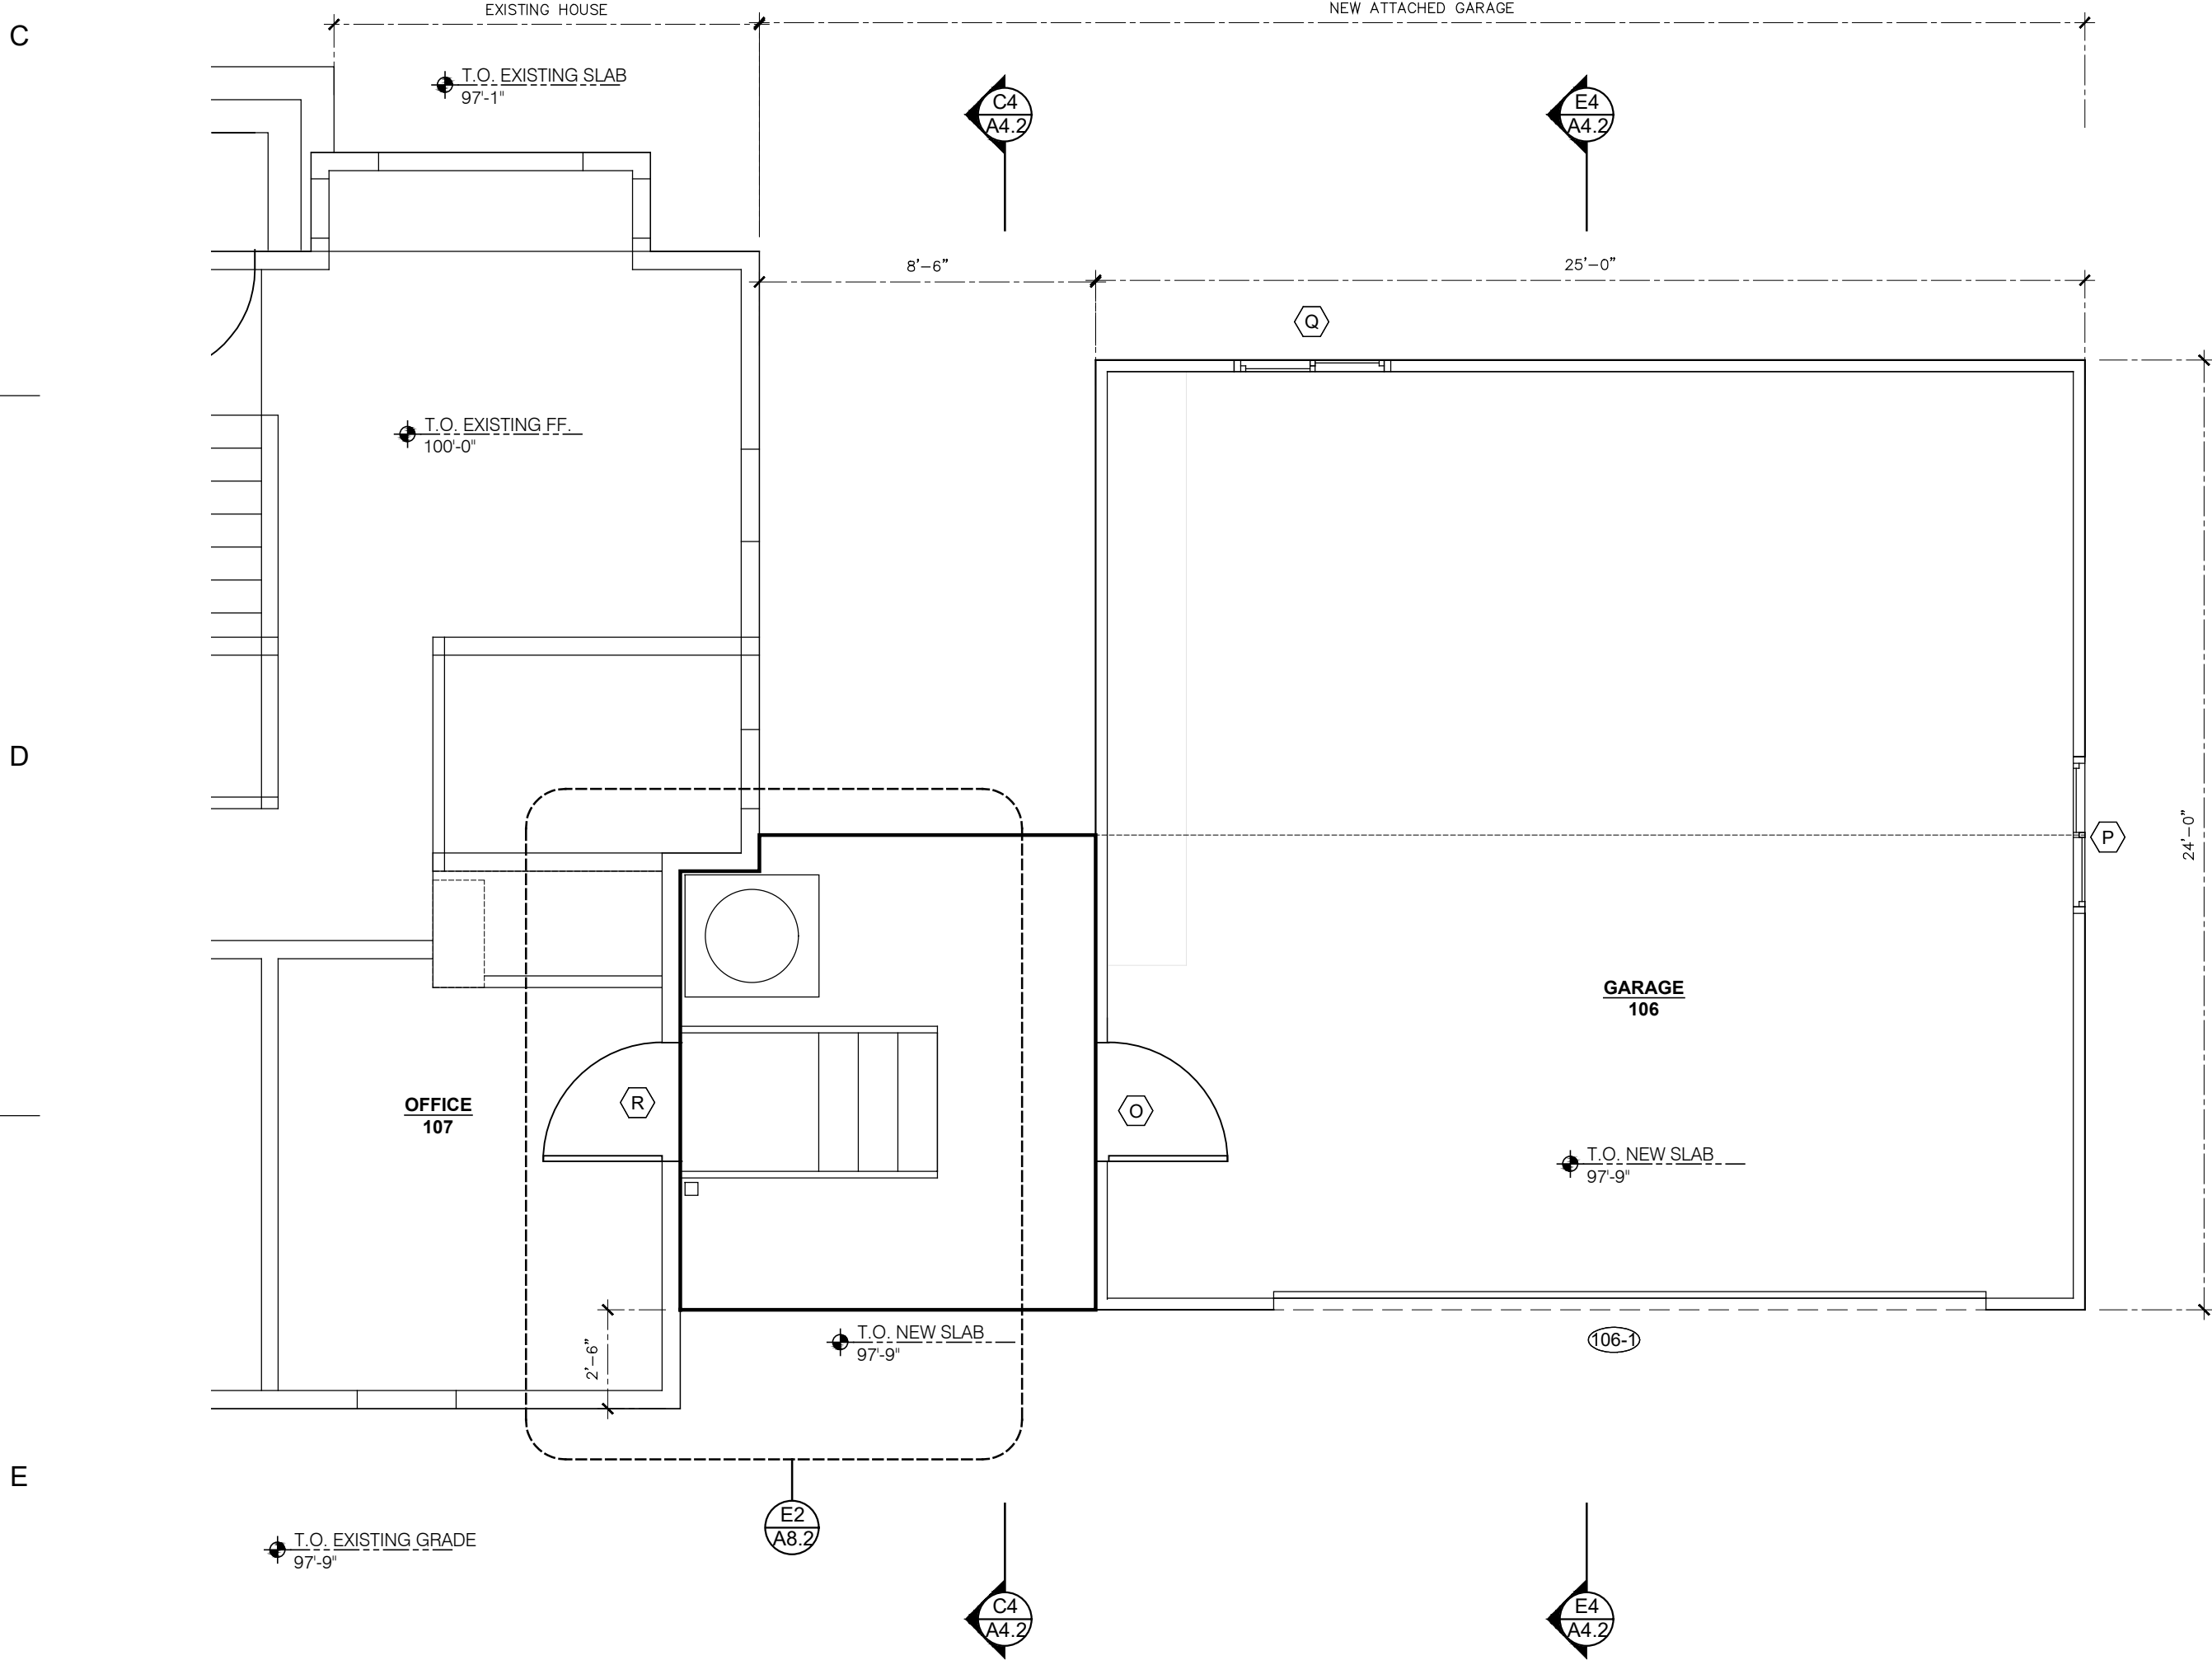 EXISTING HOUSE
NEW ATTACHED GARAGE
C
T.O. EXISTING SLAB
97'-1"
C4
A4.2
E4
A4.2
8'-6"
25'-0"
Q
T.O. EXISTING FF.
100'-0"
D
24'-0"
P
GARAGE
106
OFFICE
107
R
O
T.O. NEW SLAB
97'-9"
T.O. NEW SLAB
97'-9"
2'-6"
106-1
E
E2
A8.2
T.O. EXISTING GRADE
97'-9"
C4
A4.2
E4
A4.2